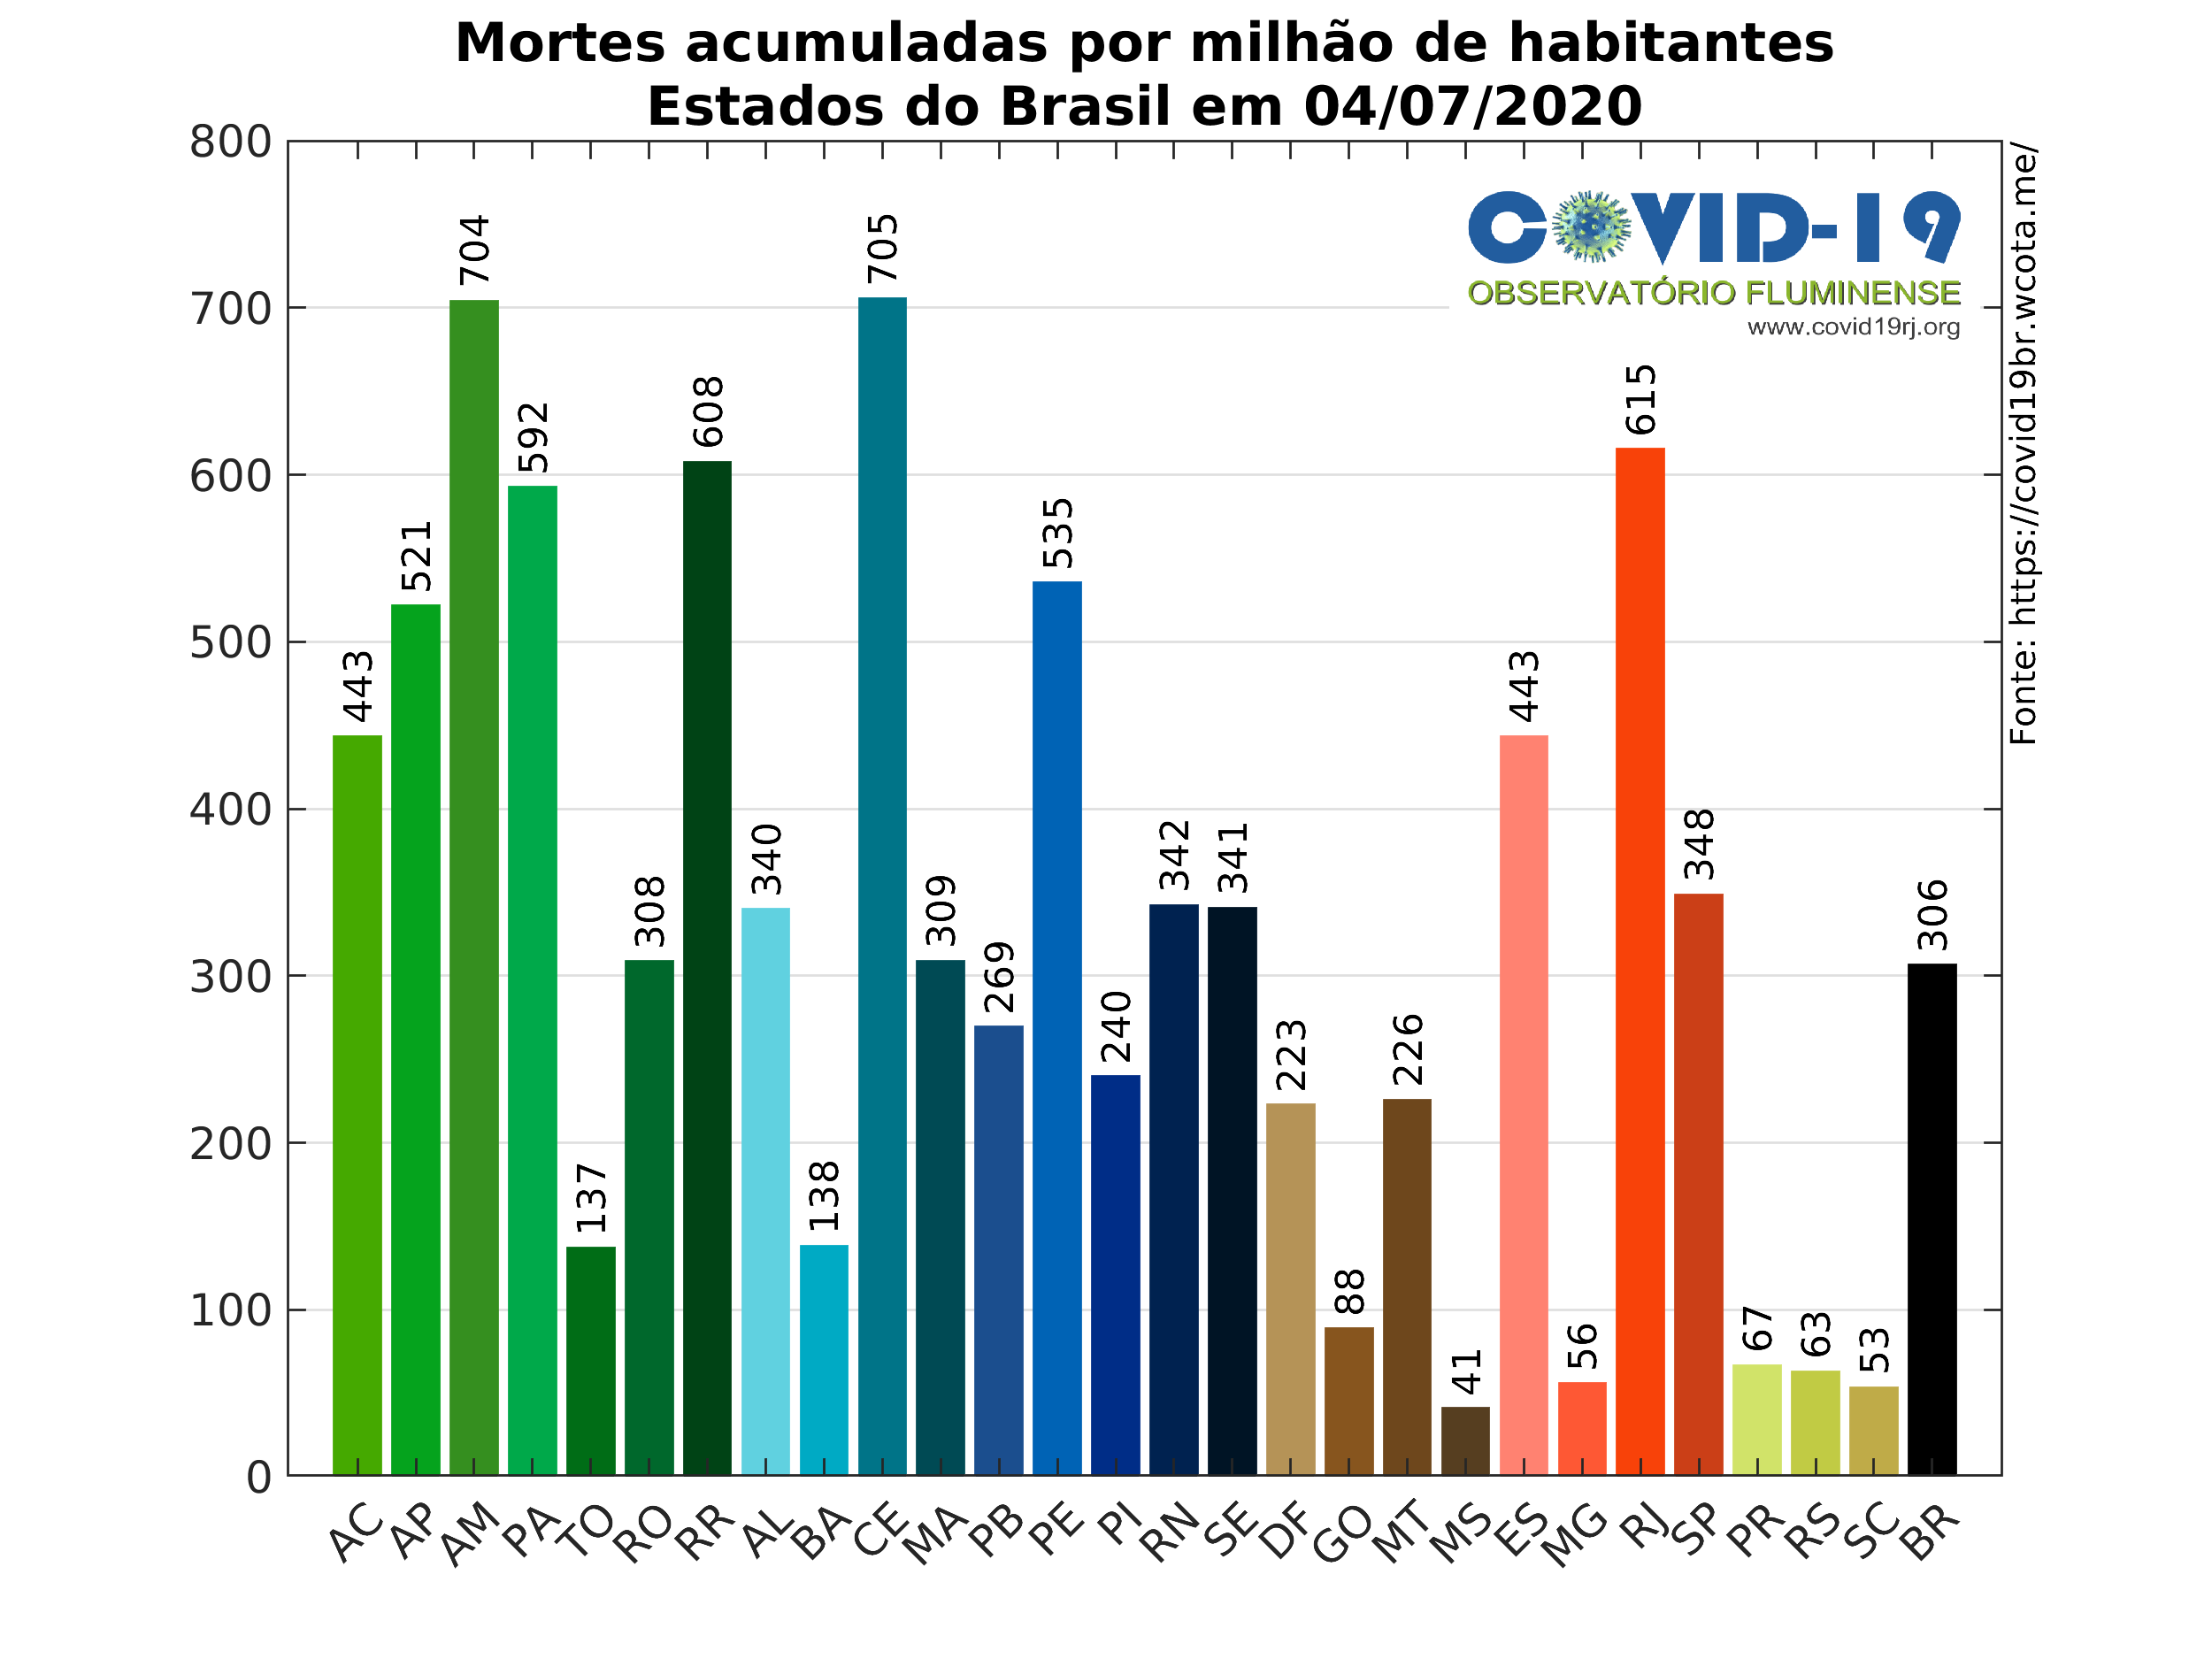 Mortes acumuladas por milhão de habitantes
Estados do Brasil em 04/07/2020
800
700
600
500
400
300
200
100
0
443
521
704
592
137
308
608
340
138
705
309
269
535
240
342
341
223
88
226
41
443
56
615
348
67
63
53
306
AC
AP
AM
PA
TO
RO
RR
AL
BA
CE
MA
PB
PE
PI
RN
SE
DF
GO
MT
MS
ES
MG
RJ
SP
PR
RS
SC
BR
COVID-19
OBSERVATÓRIO FLUMINENSE
www.covid19rj.org
Fonte: https://covid19br.wcota.me/